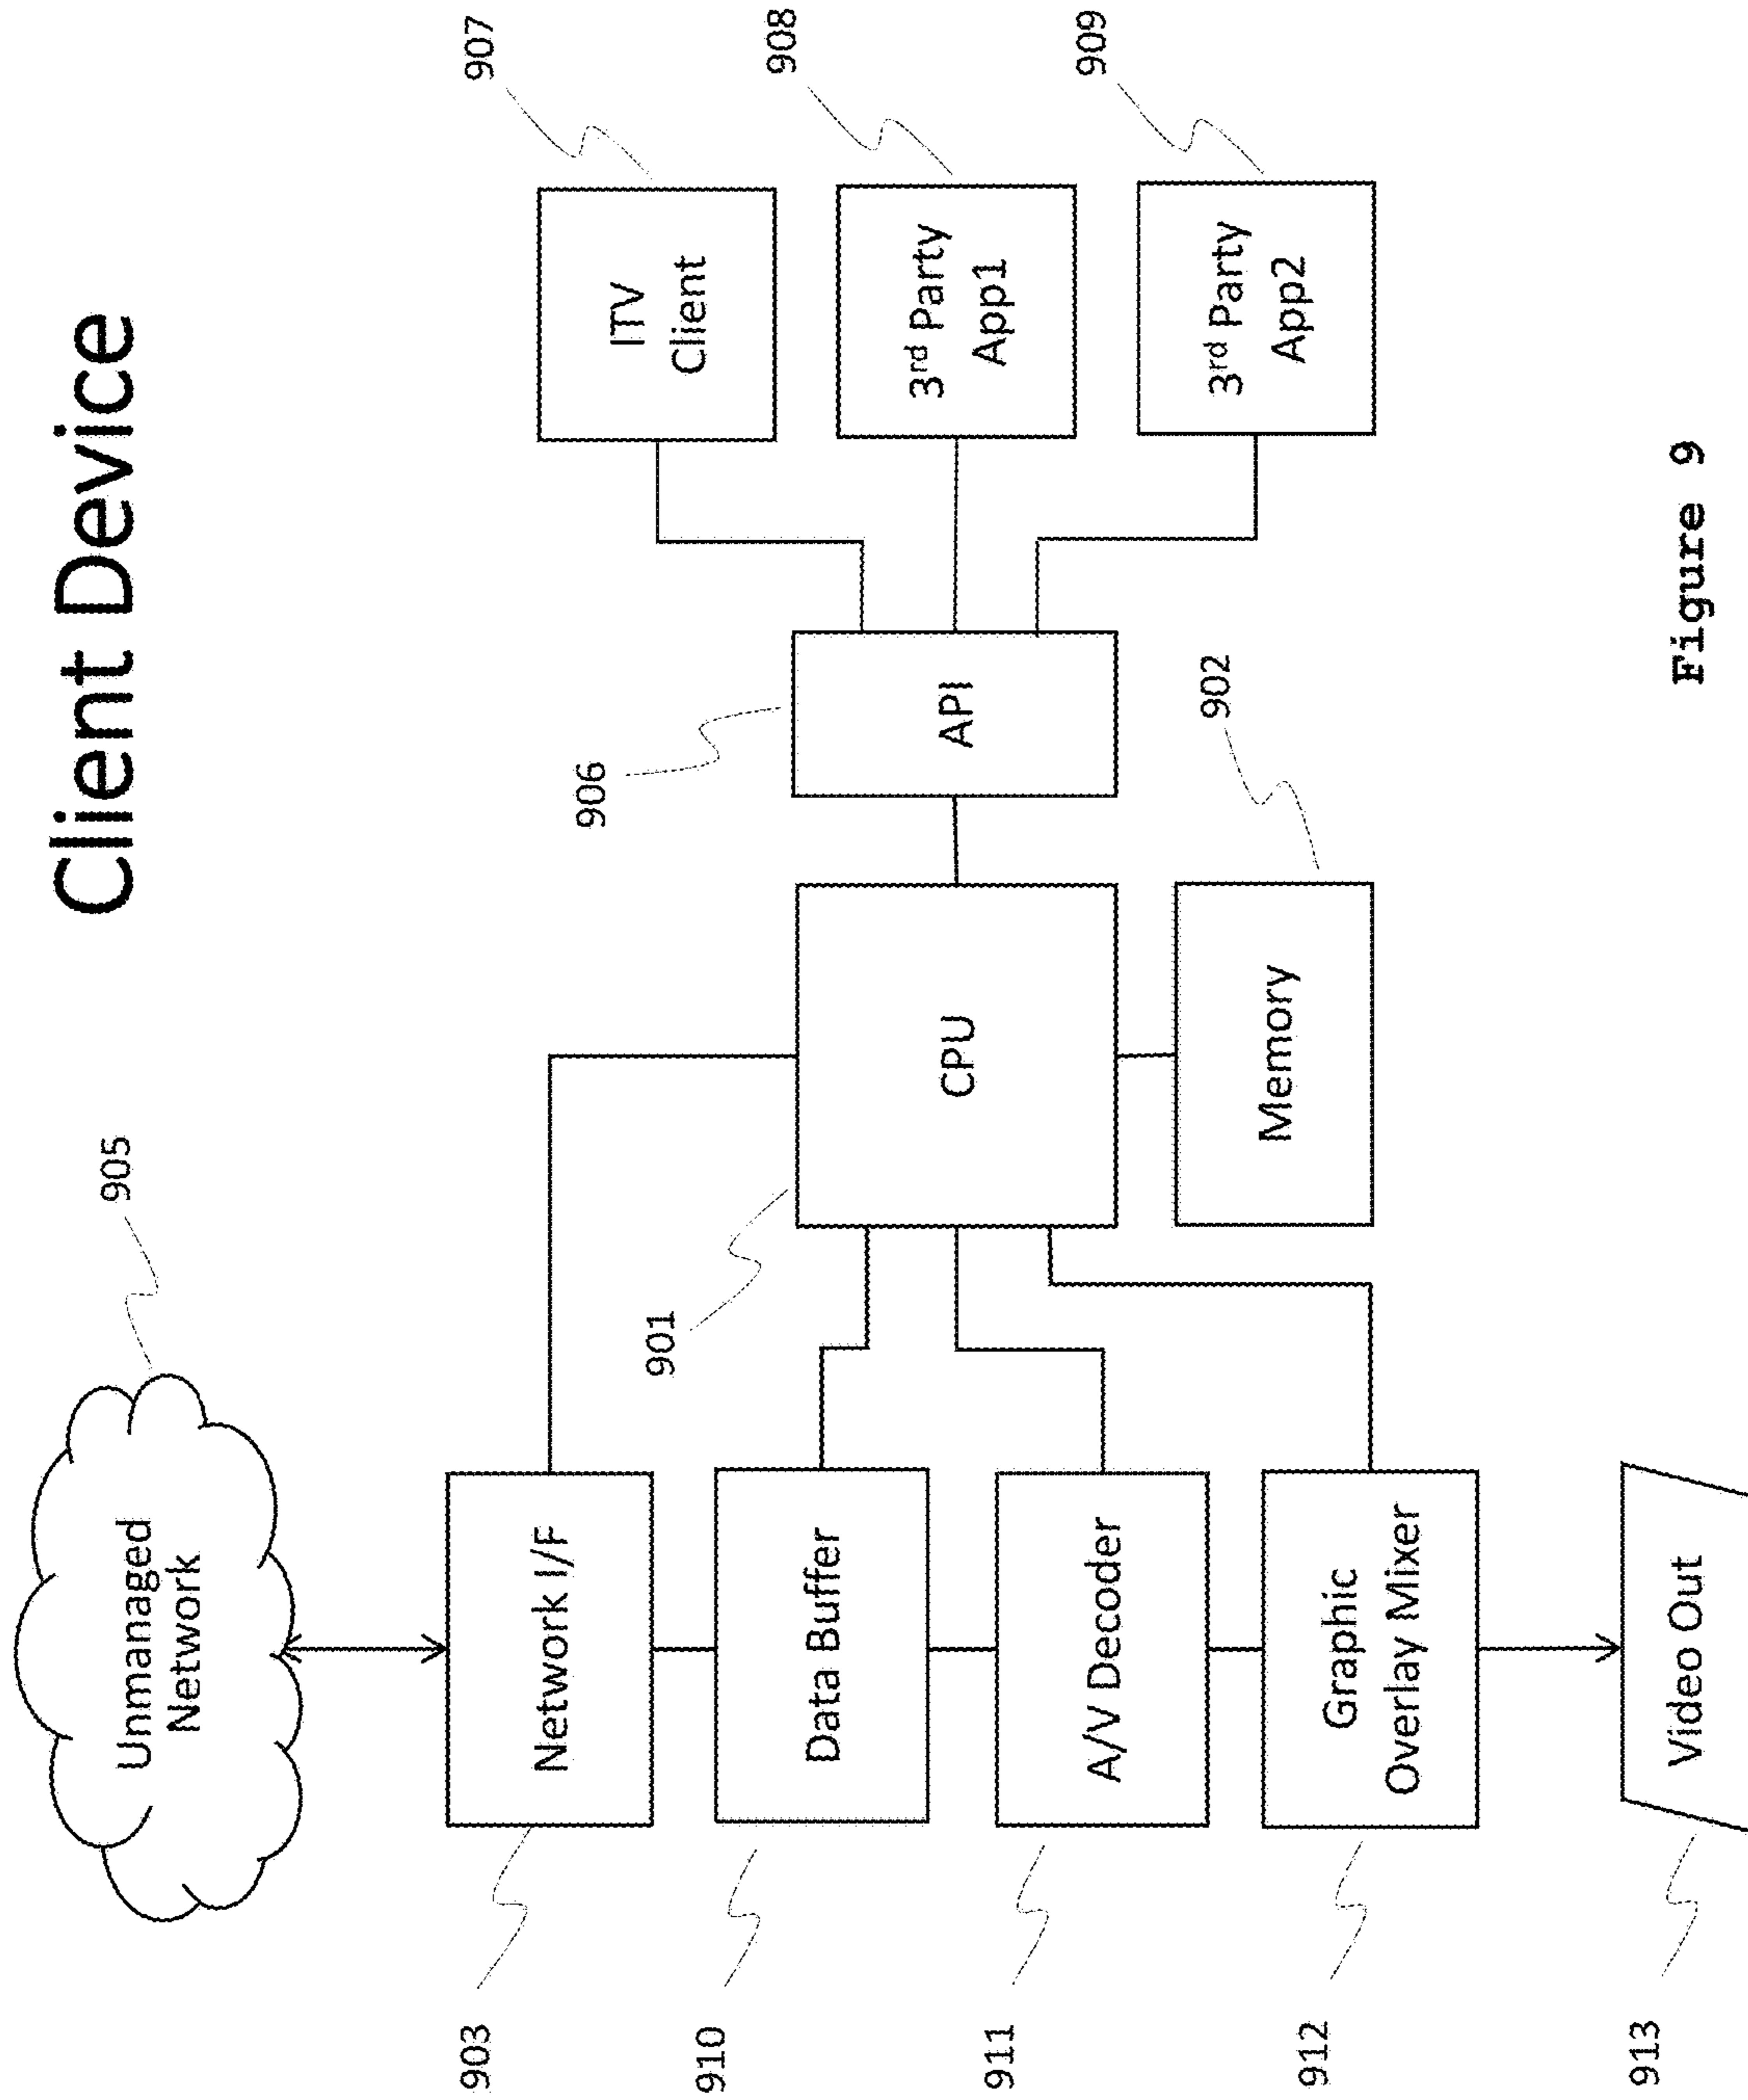 Client Device
905
Unmanaged
Network
903
Network I/F
907
ITV
Client
906
901
910
Data Buffer
908
3rd Party
App1
API
CPU
911
A/V Decoder
909
3rd Party
App2
902
Memory
912
Graphic
Overlay Mixer
913
Video Out
Figure 9